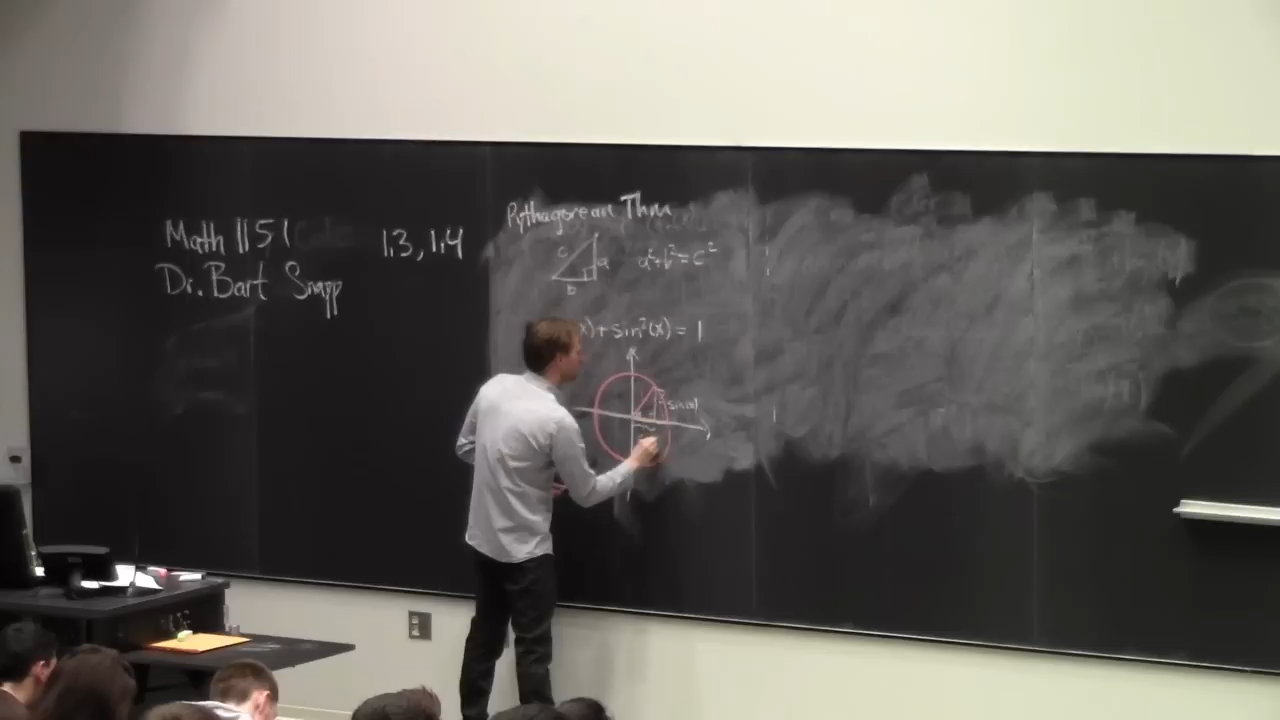 Math 1151
Dr. Bart Snapp
1.3, 1.4
Pythagorean Thm
c
a
b
a²+b²=c²
x)+sin²(x)=1
sin(x)